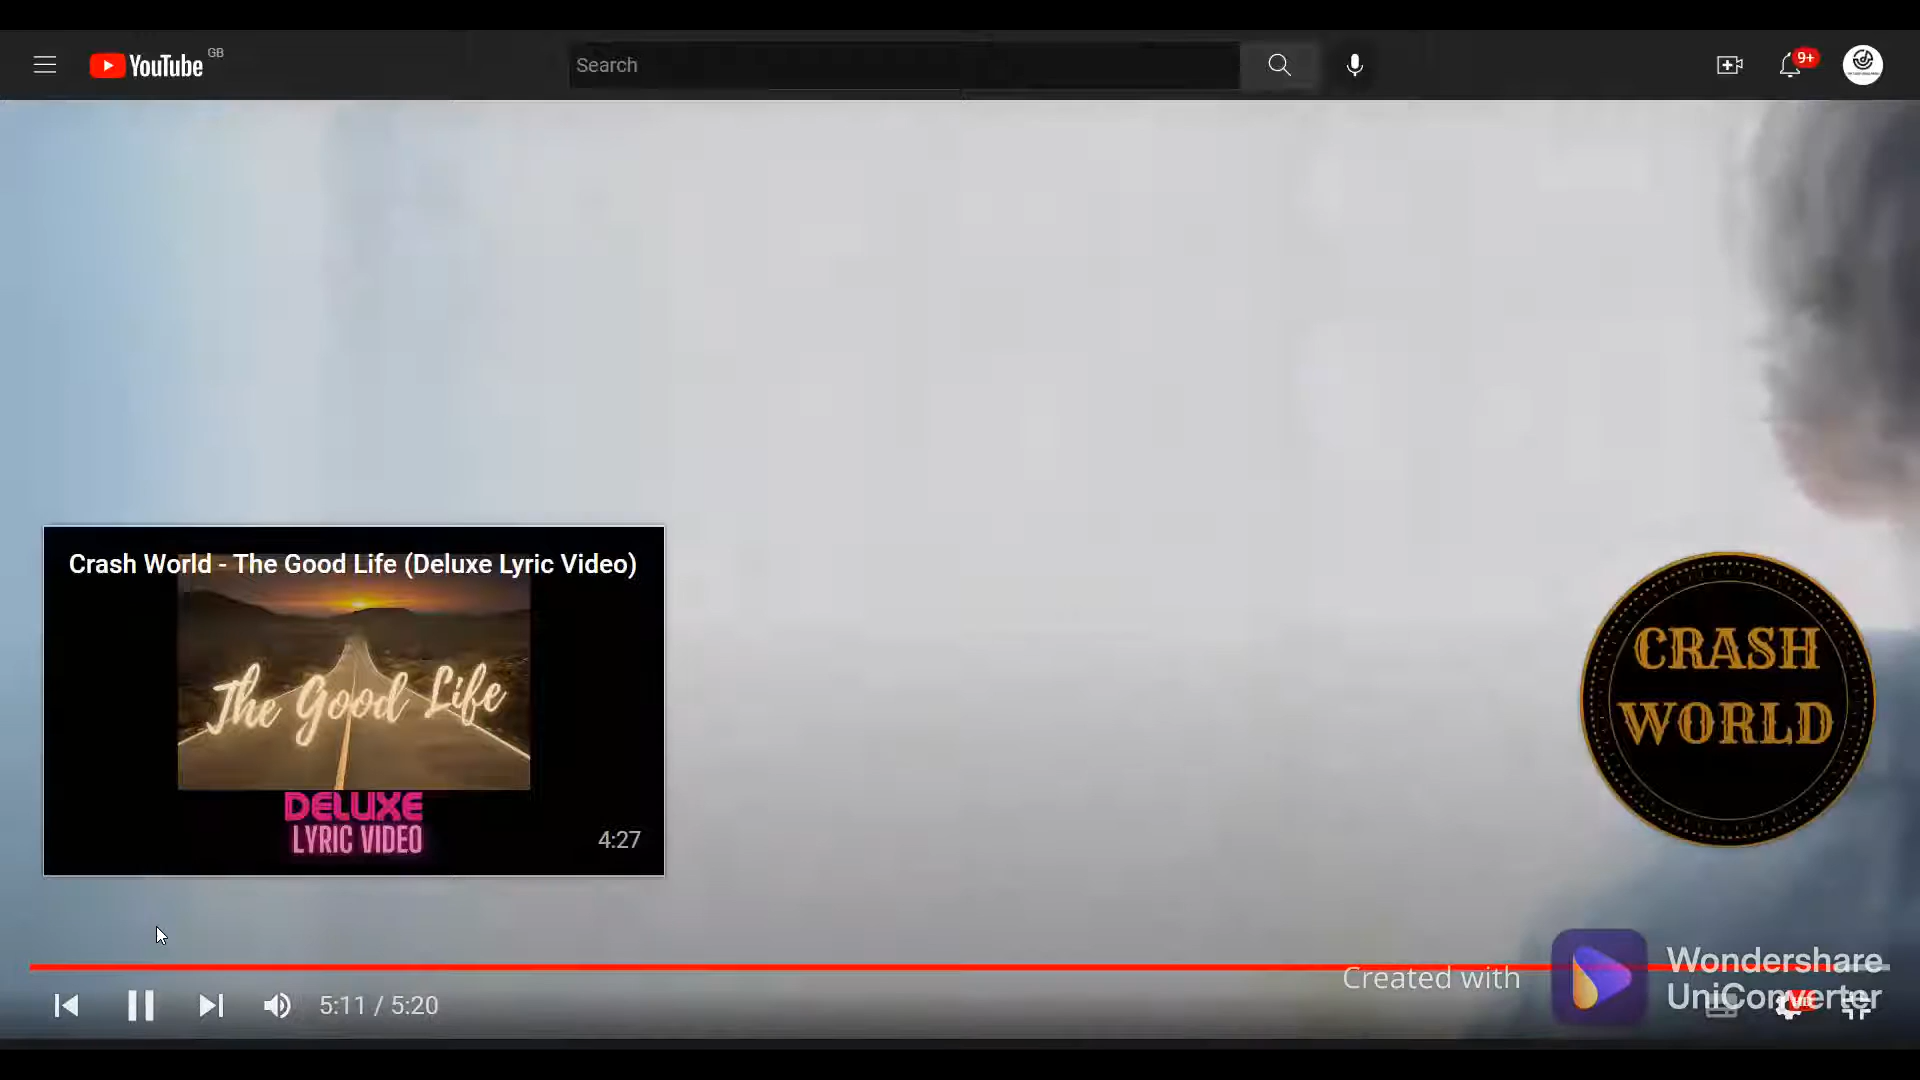 YouTube GB
Search
9+
Crash World - The Good Life (Deluxe Lyric Video)
The Good Life
DELUXE
LYRIC VIDEO
4:27
CRASH
WORLD
Created with
Wondershare
UniConverter
5:11 / 5:20